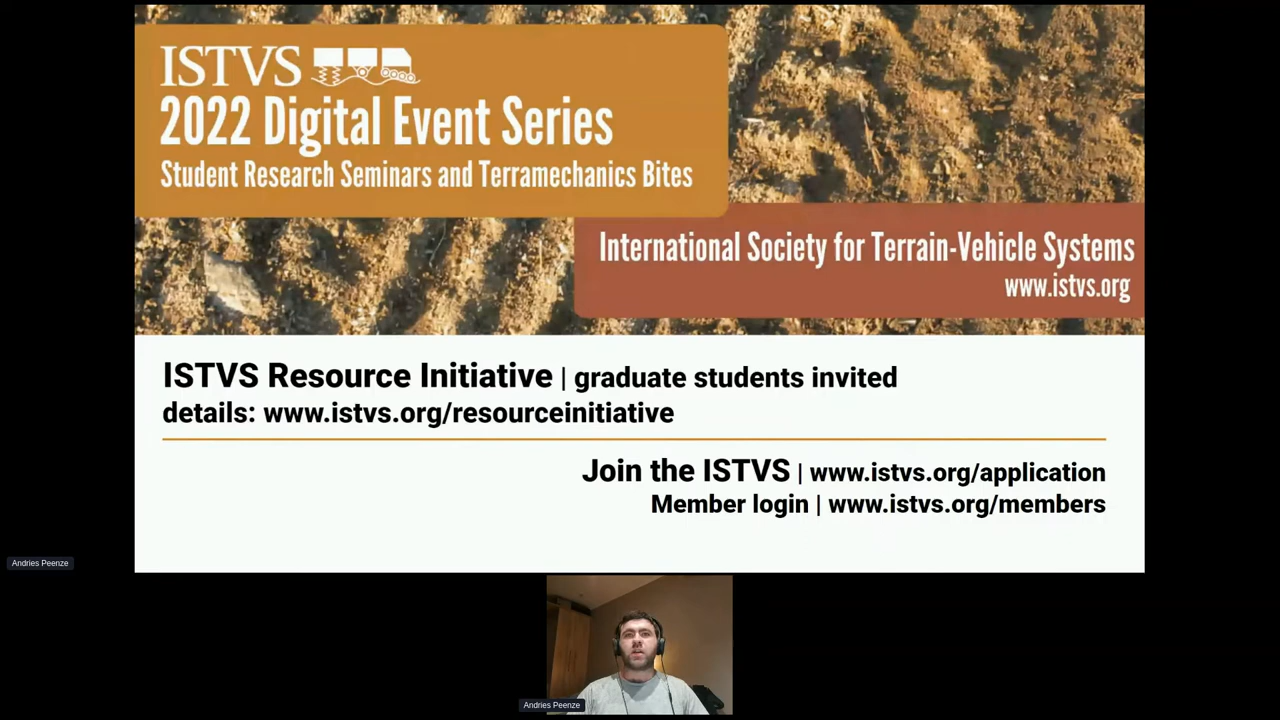 ISTVS
2022 Digital Event Series
Student Research Seminars and Terramechanics Bites
International Society for Terrain-Vehicle Systems
www.istvs.org
ISTVS Resource Initiative | graduate students invited
details: www.istvs.org/resourceinitiative
Join the ISTVS | www.istvs.org/application
Member login | www.istvs.org/members
Andries Peenze
Andries Peenze